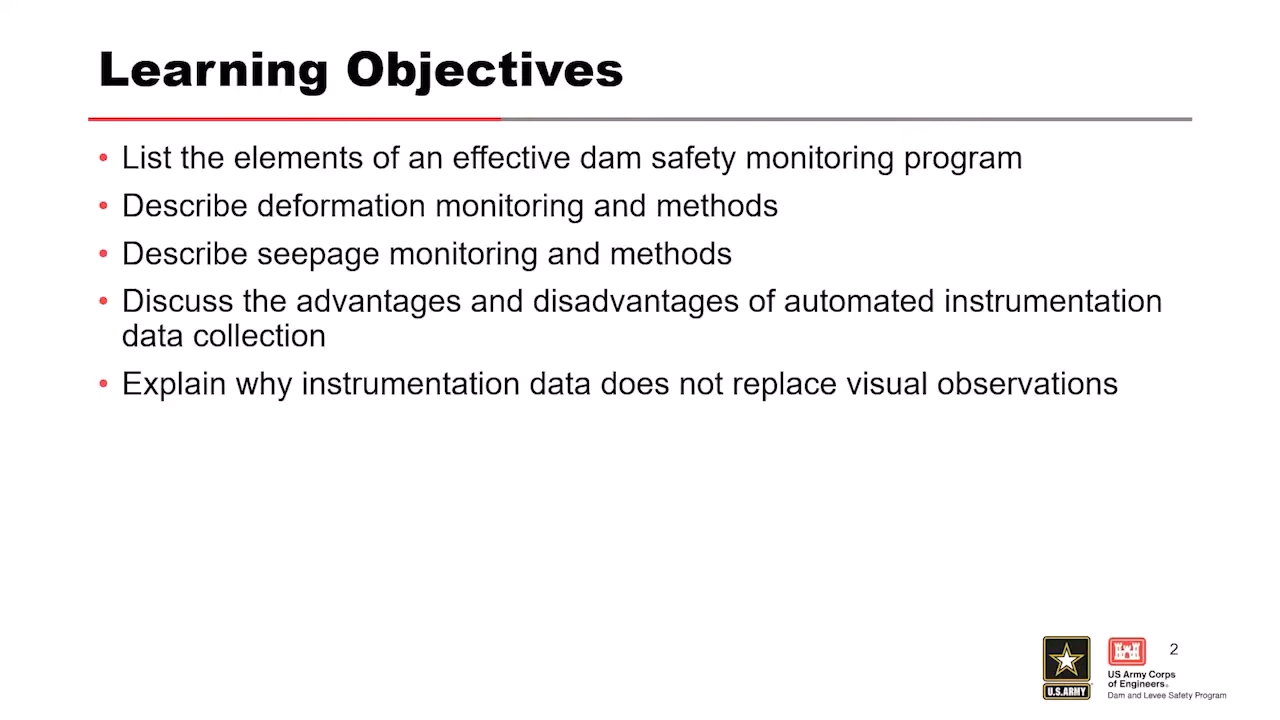 Learning Objectives
• List the elements of an effective dam safety monitoring program
• Describe deformation monitoring and methods
• Describe seepage monitoring and methods
• Discuss the advantages and disadvantages of automated instrumentation
data collection
• Explain why instrumentation data does not replace visual observations
2
U.S.ARMY
US Army Corps
of Engineers®
Dam and Levee Safety Program